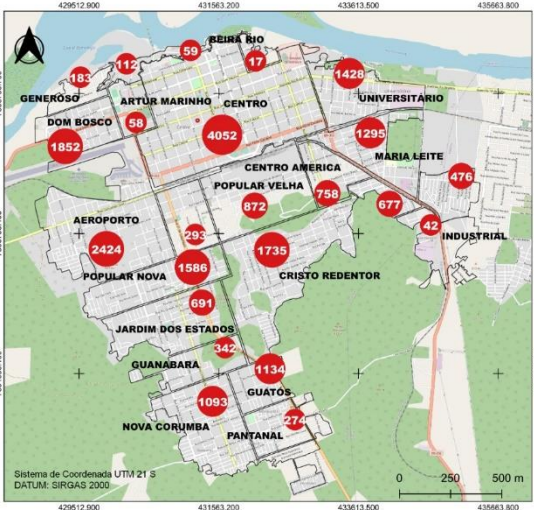 429512.900 431563.200 433613.500 435663.800
BEIRA RIO
59
112
17
183
1428
GENEROSO
ARTUR MARINHO
CENTRO
UNIVERSITÁRIO
DOM BOSCO
58
4052
1295
1852
MARIA LEITE
CENTRO AMERICA
476
POPULAR VELHA
758
872
677
AEROPORTO
293
42
INDUSTRIAL
2424
1735
POPULAR NOVA
1586
CRISTO REDENTOR
691
JARDIM DOS ESTADOS
342
GUANABARA
1134
GUATÓS
1093
274
NOVA CORUMBA
PANTANAL
Sistema de Coordenada UTM 21 S
DATUM: SIRGAS 2000
0 250 500 m
429512.900 431563.200 433613.500 435663.800